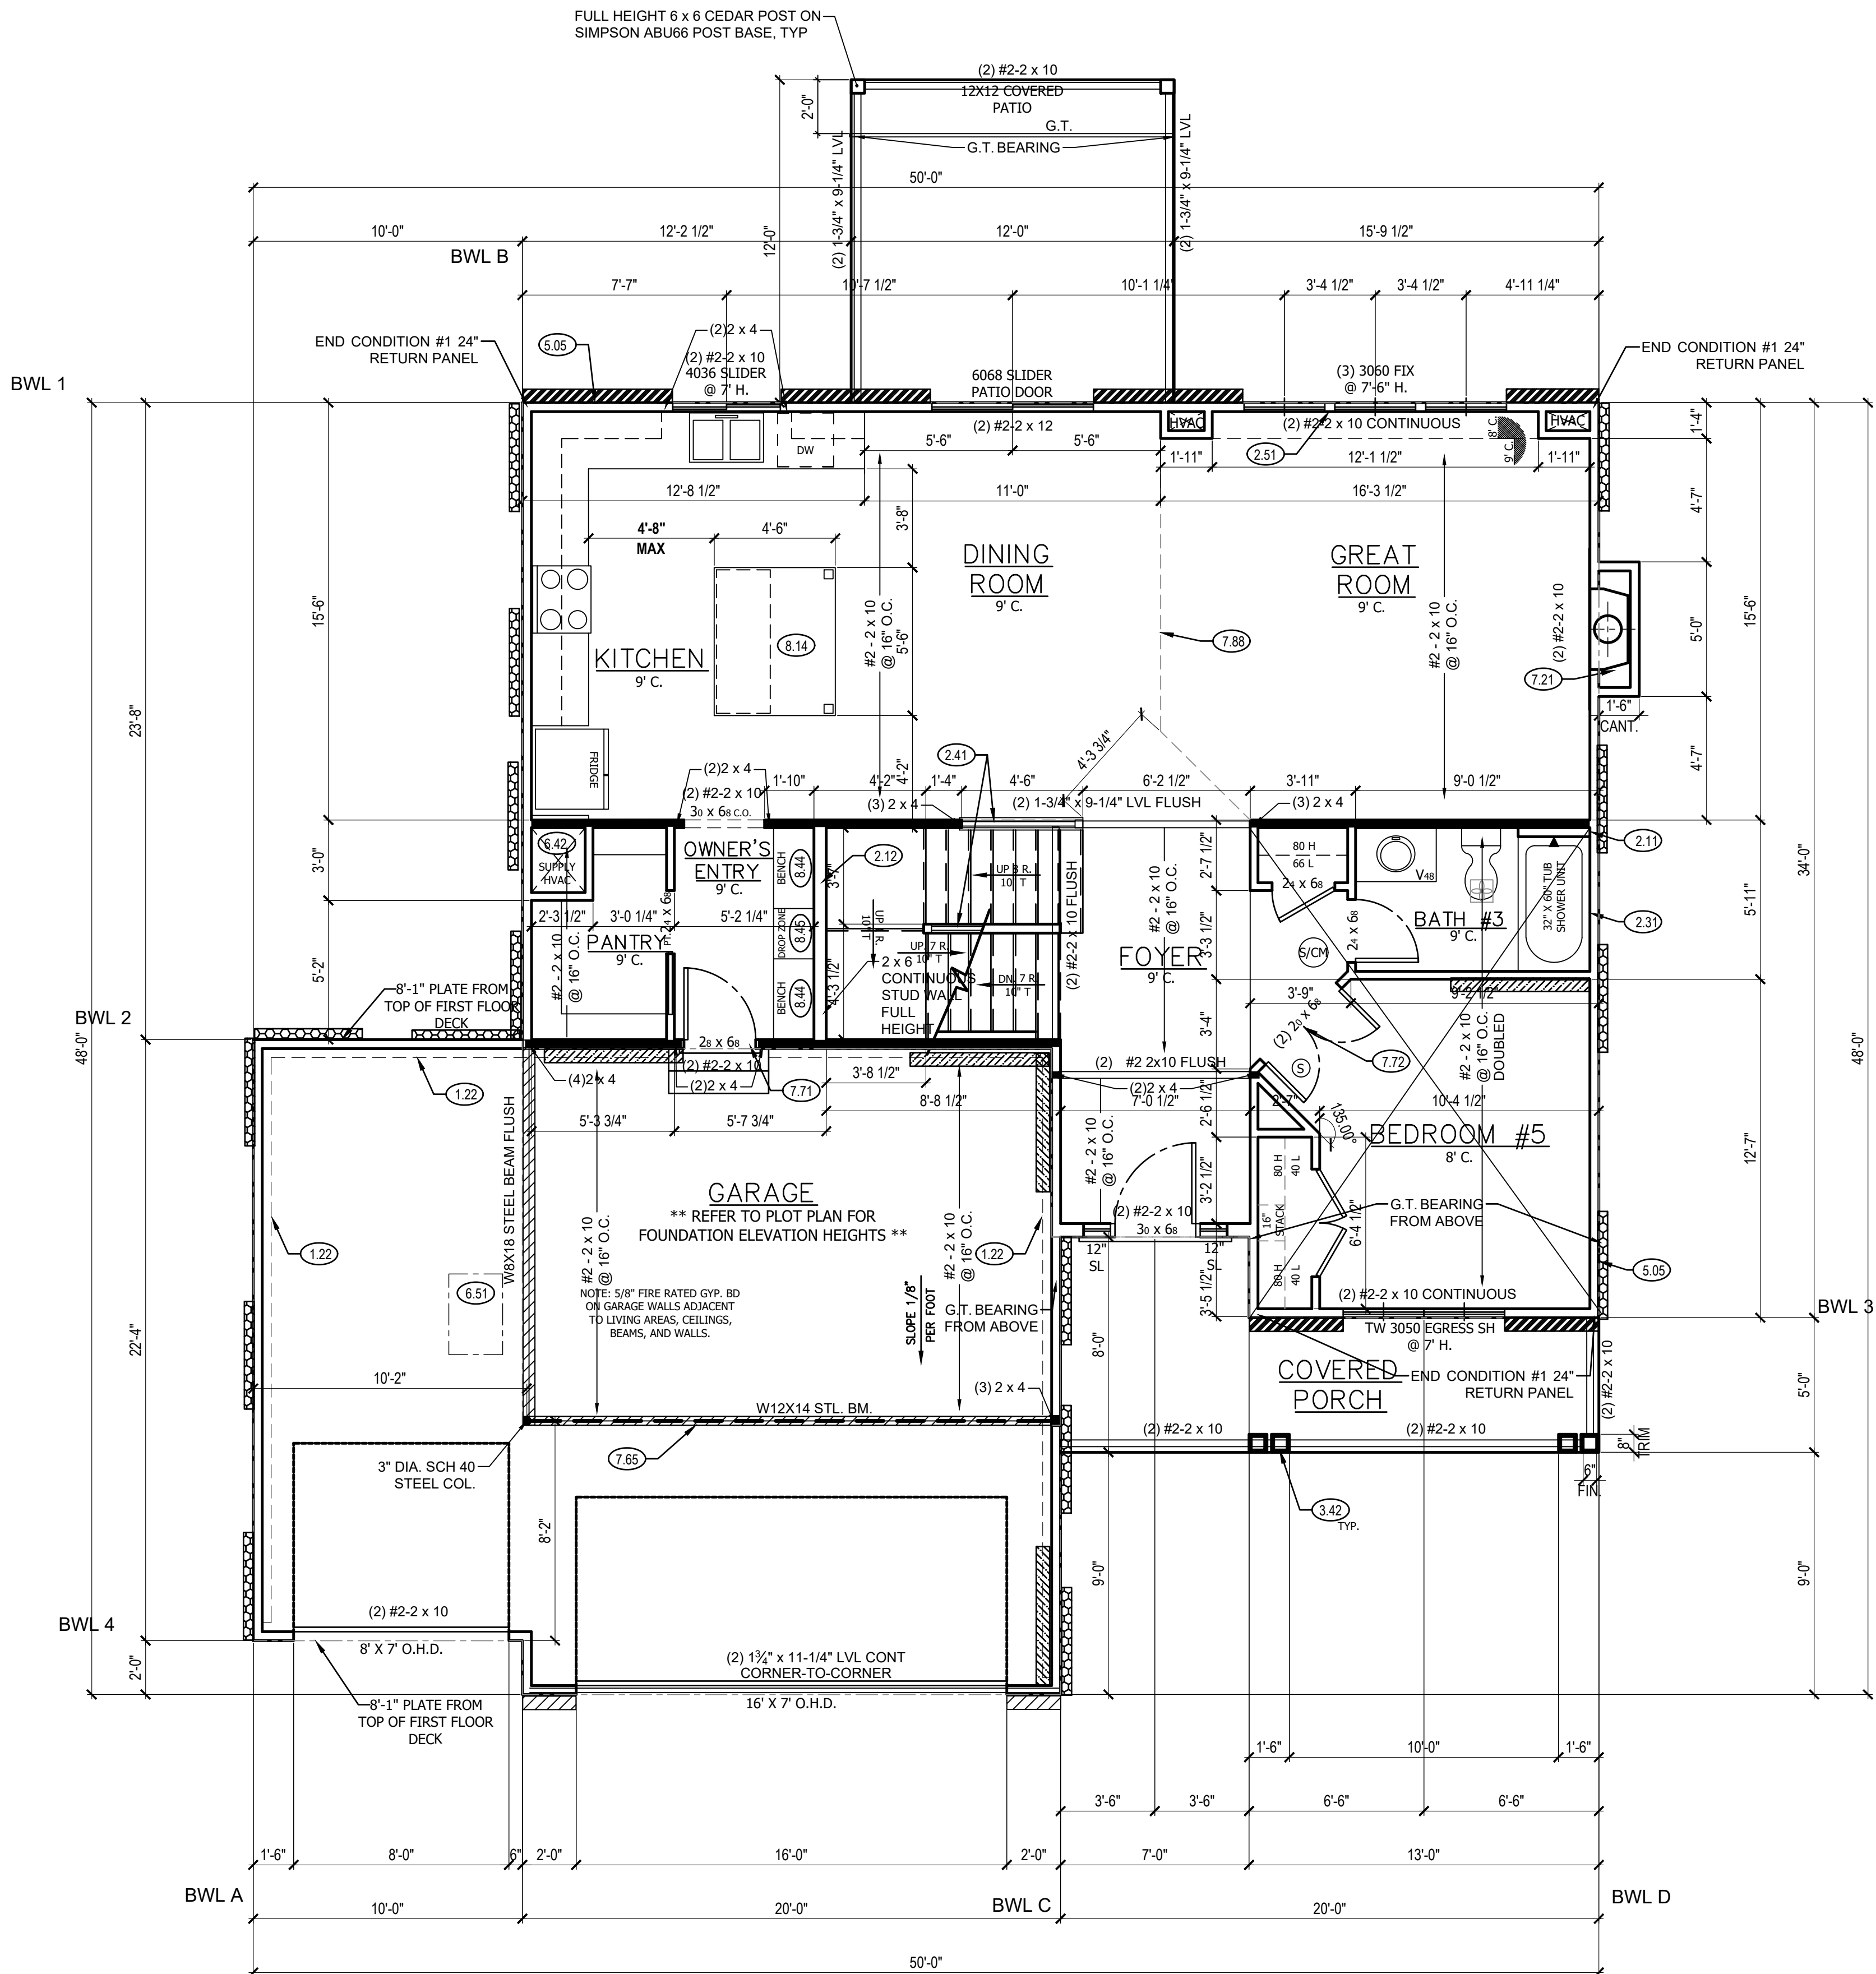 FULL HEIGHT 6 x 6 CEDAR POST ON
SIMPSON ABU66 POST BASE, TYP
(2) #2-2 x 10
12X12 COVERED
PATIO
2'-0"
G.T.
G.T. BEARING
(2) 1-3/4" x 9-1/4" LVL
(2) 1-3/4" x 9-1/4" LVL
50'-0"
10'-0"
12'-2 1/2"
12'-0"
15'-9 1/2"
12'-0"
BWL B
7'-7"
10'-7 1/2"
10'-1 1/4"
3'-4 1/2"
3'-4 1/2"
4'-11 1/4"
END CONDITION #1 24"
RETURN PANEL
5.05
(2)2 x 4
(2) #2-2 x 10
4036 SLIDER
@ 7' H.
6068 SLIDER
PATIO DOOR
(3) 3060 FIX
@ 7'-6" H.
END CONDITION #1 24"
RETURN PANEL
BWL 1
HVAC
(2) #2-2 x 12
(2) #2-2 x 10 CONTINUOUS
HVAC
8' C.
9' C.
DW
5'-6"
5'-6"
2.51
1'-11"
12'-1 1/2"
1'-11"
1'-4"
12'-8 1/2"
11'-0"
16'-3 1/2"
4'-7"
3'-8"
4'-8"
MAX
4'-6"
DINING
ROOM
9' C.
GREAT
ROOM
9' C.
15'-6"
23'-8"
48'-0"
#2 - 2 x 10
@ 16" O.C.
5'-6"
8.14
KITCHEN
9' C.
7.88
#2 - 2 x 10
@ 16" O.C.
(2) #2-2 x 10
7.21
5'-0"
15'-6"
34'-0"
48'-0"
1'-6"
CANT.
4'-7"
FRIDGE
2.41
4'-3 3/4"
(2)2 x 4
1'-10"
4'-2"
4'-2"
1'-4"
4'-6"
6'-2 1/2"
3'-11"
9'-0 1/2"
(2) #2-2 x 10
30 x 68 C.O.
(3) 2 x 4
(2) 1-3/4" x 9-1/4" LVL FLUSH
(3) 2 x 4
6.42
SUPPLY
HVAC
OWNER'S
ENTRY
9' C.
BENCH
8.44
2.12
3'-7"
UP 8 R.
10" T
80 H
66 L
24 x 68
V48
2.11
3'-0"
2'-3 1/2"
3'-0 1/4"
5'-2 1/4"
PT. 24 x 68
DROP ZONE
8.45
(2) #2-2 x 10 FLUSH
#2 - 2 x 10
@ 16" O.C.
2'-7 1/2"
3'-3 1/2"
24 x 68
BATH #3
9' C.
32" X 60" TUB
SHOWER UNIT
2.31
5'-11"
PANTRY
9' C.
#2 - 2 x 10
@ 16" O.C.
5'-2"
BENCH
8.44
10" T
UP. 7 R.
10" T
DN. 7 R.
10" T
4'-3 1/2"
2 x 6
CONTINUOUS
STUD WALL
FULL
HEIGHT
FOYER
9' C.
S/CM
3'-4"
3'-9"
9'-2 1/2"
(2) 20 x 68
7.72
S
#2 - 2 x 10
@ 16" O.C.
DOUBLED
8'-1" PLATE FROM
TOP OF FIRST FLOOR
DECK
BWL 2
28 x 68
(2) #2-2 x 10
(2)2 x 4
(4)2 x 4
7.71
3'-8 1/2"
(2) #2 2x10 FLUSH
(2)2 x 4
1.22
5'-3 3/4"
5'-7 3/4"
8'-8 1/2"
7'-0 1/2"
2'-6 1/2"
2'-7"
10'-4 1/2"
135.00°
BEDROOM #5
8' C.
W8X18 STEEL BEAM FLUSH
#2 - 2 x 10
@ 16" O.C.
GARAGE
** REFER TO PLOT PLAN FOR
FOUNDATION ELEVATION HEIGHTS **
#2 - 2 x 10
@ 16" O.C.
1.22
#2 - 2 x 10
@ 16" O.C.
3'-2 1/2"
80 H
40 L
16"
STACK
80 H
40 L
6'-4 1/2"
G.T. BEARING
FROM ABOVE
12'-7"
1.22
6.51
NOTE: 5/8" FIRE RATED GYP. BD
ON GARAGE WALLS ADJACENT
TO LIVING AREAS, CEILINGS,
BEAMS, AND WALLS.
SLOPE 1/8"
PER FOOT
G.T. BEARING
FROM ABOVE
(2) #2-2 x 10
30 x 68
12"
SL
12"
SL
3'-5 1/2"
(2) #2-2 x 10 CONTINUOUS
5.05
BWL 3
TW 3050 EGRESS SH
@ 7' H.
22'-4"
10'-2"
8'-0"
COVERED
PORCH
END CONDITION #1 24"
RETURN PANEL
(2) #2-2 x 10
5'-0"
(3) 2 x 4
W12X14 STL. BM.
(2) #2-2 x 10
(2) #2-2 x 10
8"
TRIM
6"
FIN.
3" DIA. SCH 40
STEEL COL.
7.65
3.42
TYP.
8'-2"
9'-0"
9'-0"
BWL 4
(2) #2-2 x 10
8' X 7' O.H.D.
2'-0"
8'-1" PLATE FROM
TOP OF FIRST FLOOR
DECK
(2) 1¾" x 11-1/4" LVL CONT
CORNER-TO-CORNER
16' X 7' O.H.D.
1'-6"
10'-0"
1'-6"
3'-6"
3'-6"
6'-6"
6'-6"
1'-6"
8'-0"
6"
2'-0"
16'-0"
2'-0"
7'-0"
13'-0"
BWL A
BWL C
BWL D
10'-0"
20'-0"
20'-0"
50'-0"